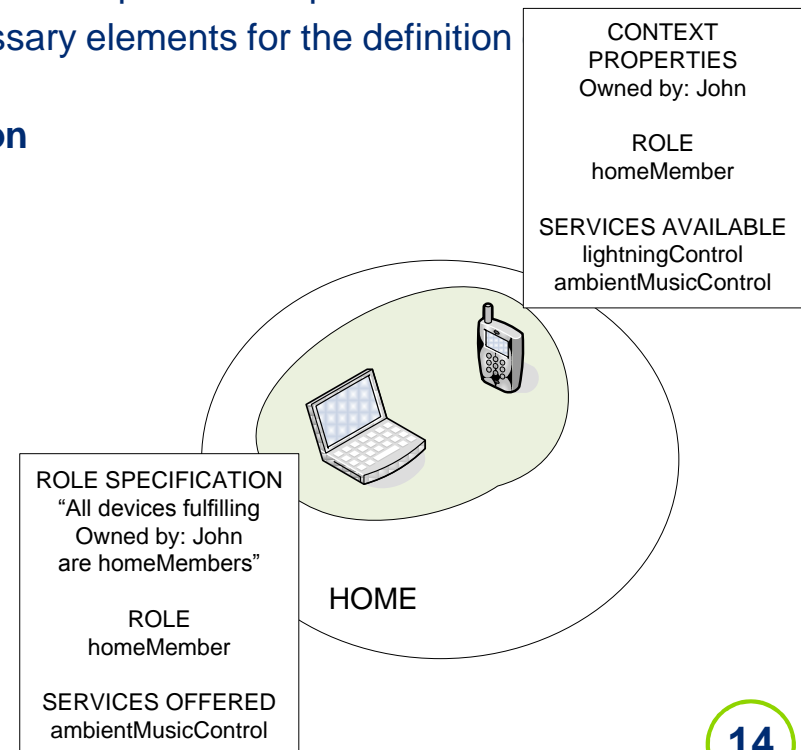 ssary elements for the definition
on
CONTEXT
PROPERTIES
Owned by: John
ROLE
homeMember
SERVICES AVAILABLE
lightningControl
ambientMusicControl
ROLE SPECIFICATION
“All devices fulfilling
Owned by: John
are homeMembers”
ROLE
homeMember
SERVICES OFFERED
ambientMusicControl
HOME
14